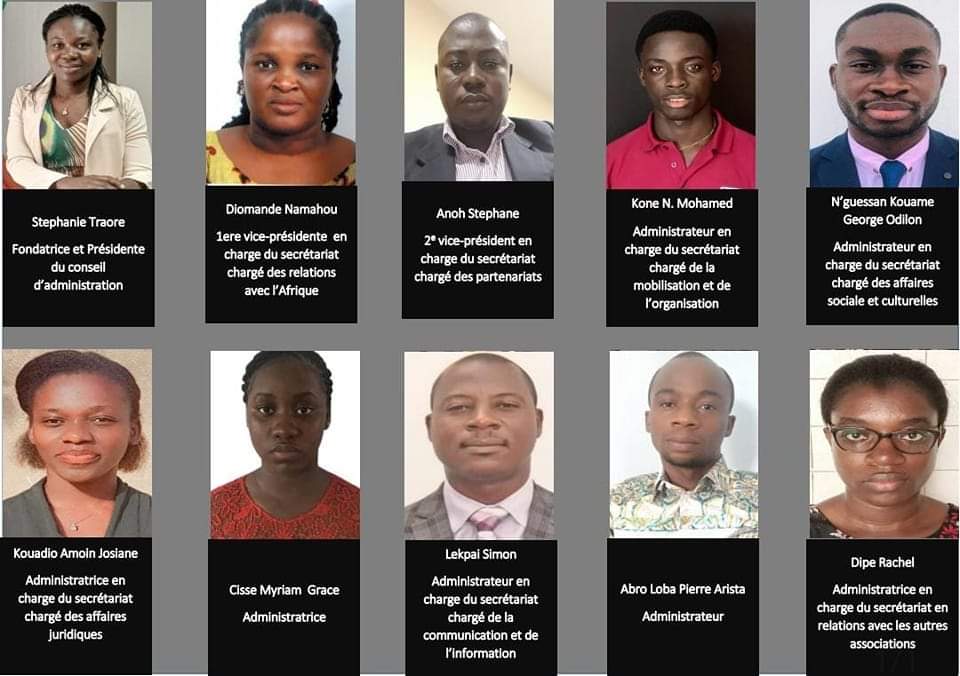 Stephanie Traore
Fondatrice et Présidente
du conseil
d'administration
Diomande Namahou
1ere vice-présidente en
charge du secrétariat
chargé des relations
avec l'Afrique
Anoh Stephane
2e vice-président en
charge du secrétariat
chargé des partenariats
Kone N. Mohamed
Administrateur en
charge du secrétariat
chargé de la
mobilisation et de
l'organisation
N'guessan Kouame
George Odilon
Administrateur en
charge du secrétariat
chargé des affaires
sociale et culturelles
Kouadio Amoin Josiane
Administratrice en
charge du secrétariat
chargé des affaires
juridiques
Cisse Myriam Grace
Administratrice
Lekpai Simon
Administrateur en
charge du secrétariat
chargé de la
communication et de
l'information
Abro Loba Pierre Arista
Administrateur
Dipe Rachel
Administratrice en
charge du secrétariat en
relations avec les autres
associations